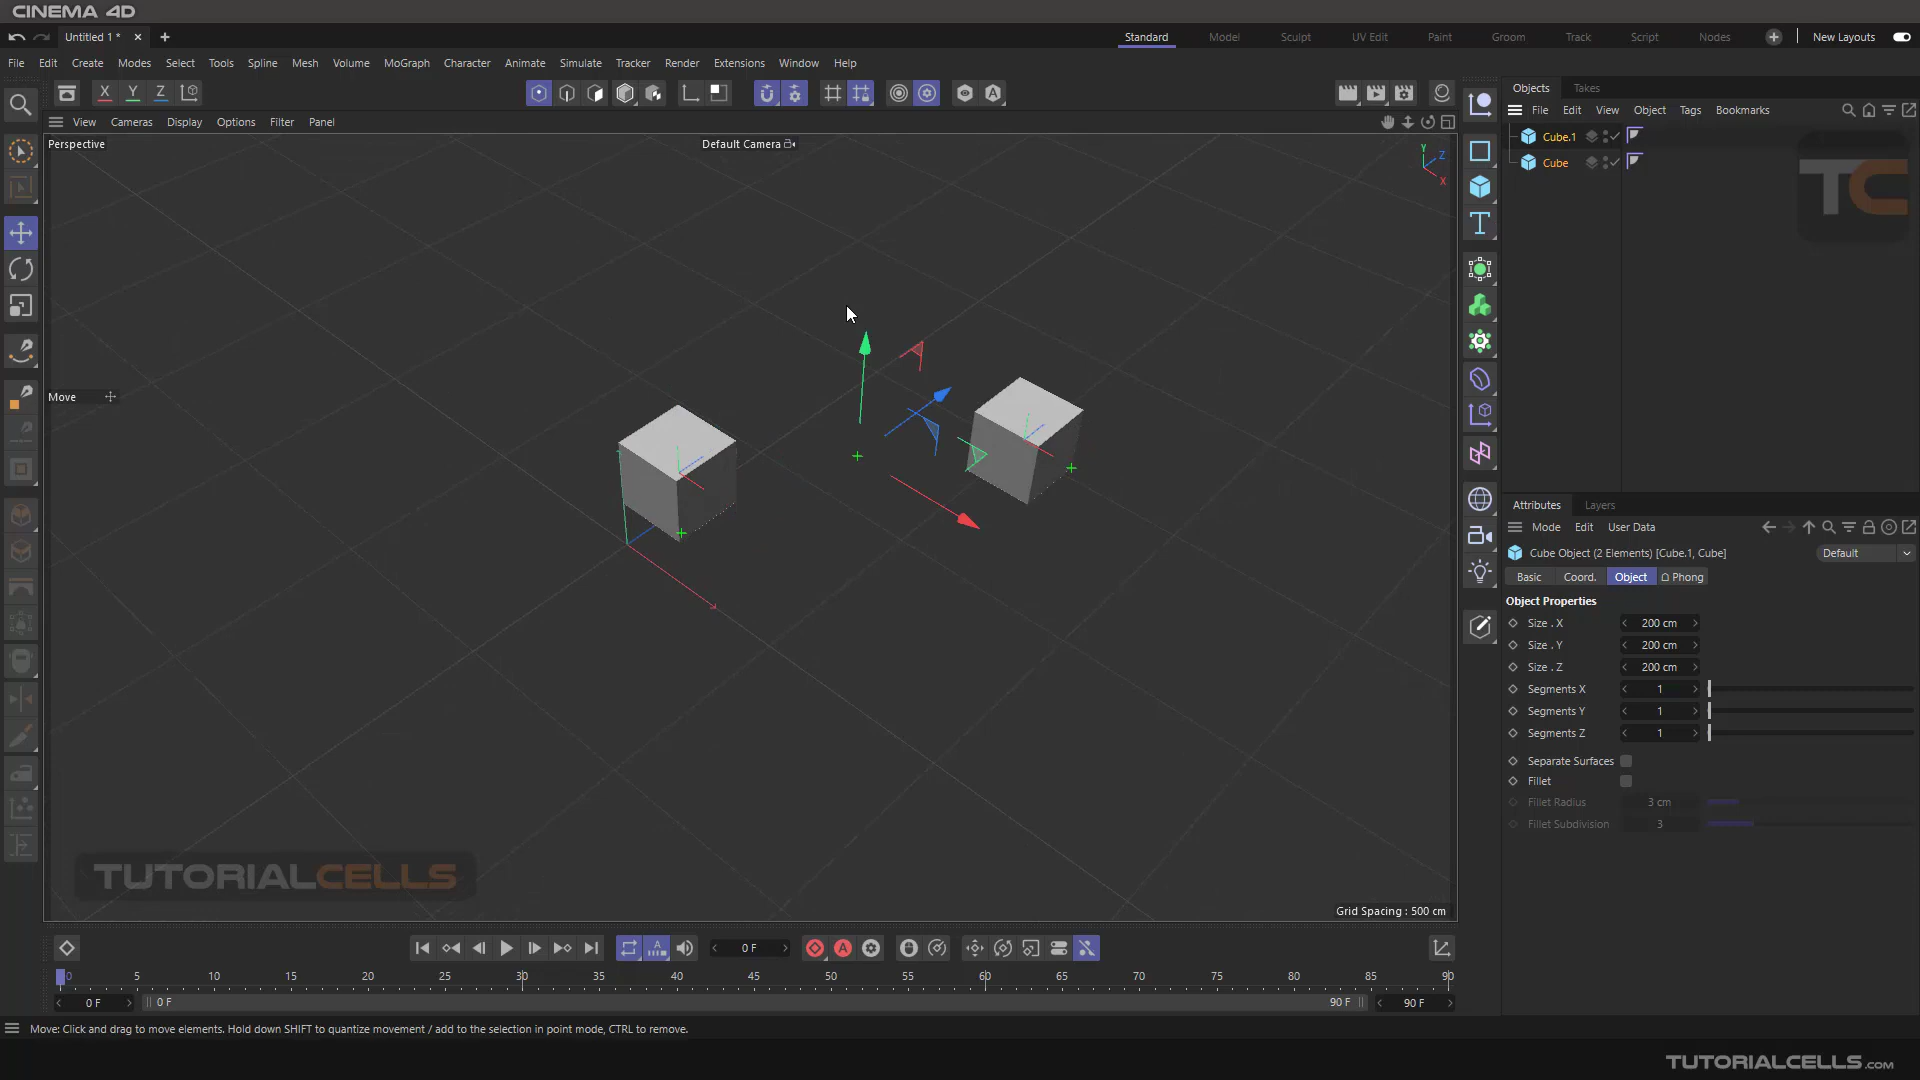 CINEMA 4D
Untitled 1 *
Standard
Model
Sculpt
UV Edit
Paint
Groom
Track
Script
Nodes
New Layouts
File Edit Create Modes Select Tools Spline Mesh Volume MoGraph Character Animate Simulate Tracker Render Extensions Window Help
X Y Z
A
View Cameras Display Options Filter Panel
Perspective
Default Camera
Y
Z
X
Move
TUTORIALCELLS
Grid Spacing : 500 cm
Objects Takes
File Edit View Object Tags Bookmarks
Cube.1
Cube
TC
Attributes Layers
Mode Edit User Data
Cube Object (2 Elements) [Cube.1, Cube]
Default
Basic Coord. Object Phong
Object Properties
Size . X 200 cm
Size . Y 200 cm
Size . Z 200 cm
Segments X 1
Segments Y 1
Segments Z 1
Separate Surfaces
Fillet
Fillet Radius 3 cm
Fillet Subdivision 3
A
0 F
A
0 5 10 15 20 25 30 35 40 45 50 55 60 65 70 75 80 85 90
0 F
0 F
90 F
90 F
Move: Click and drag to move elements. Hold down SHIFT to quantize movement / add to the selection in point mode, CTRL to remove.
TUTORIALCELLS.COM